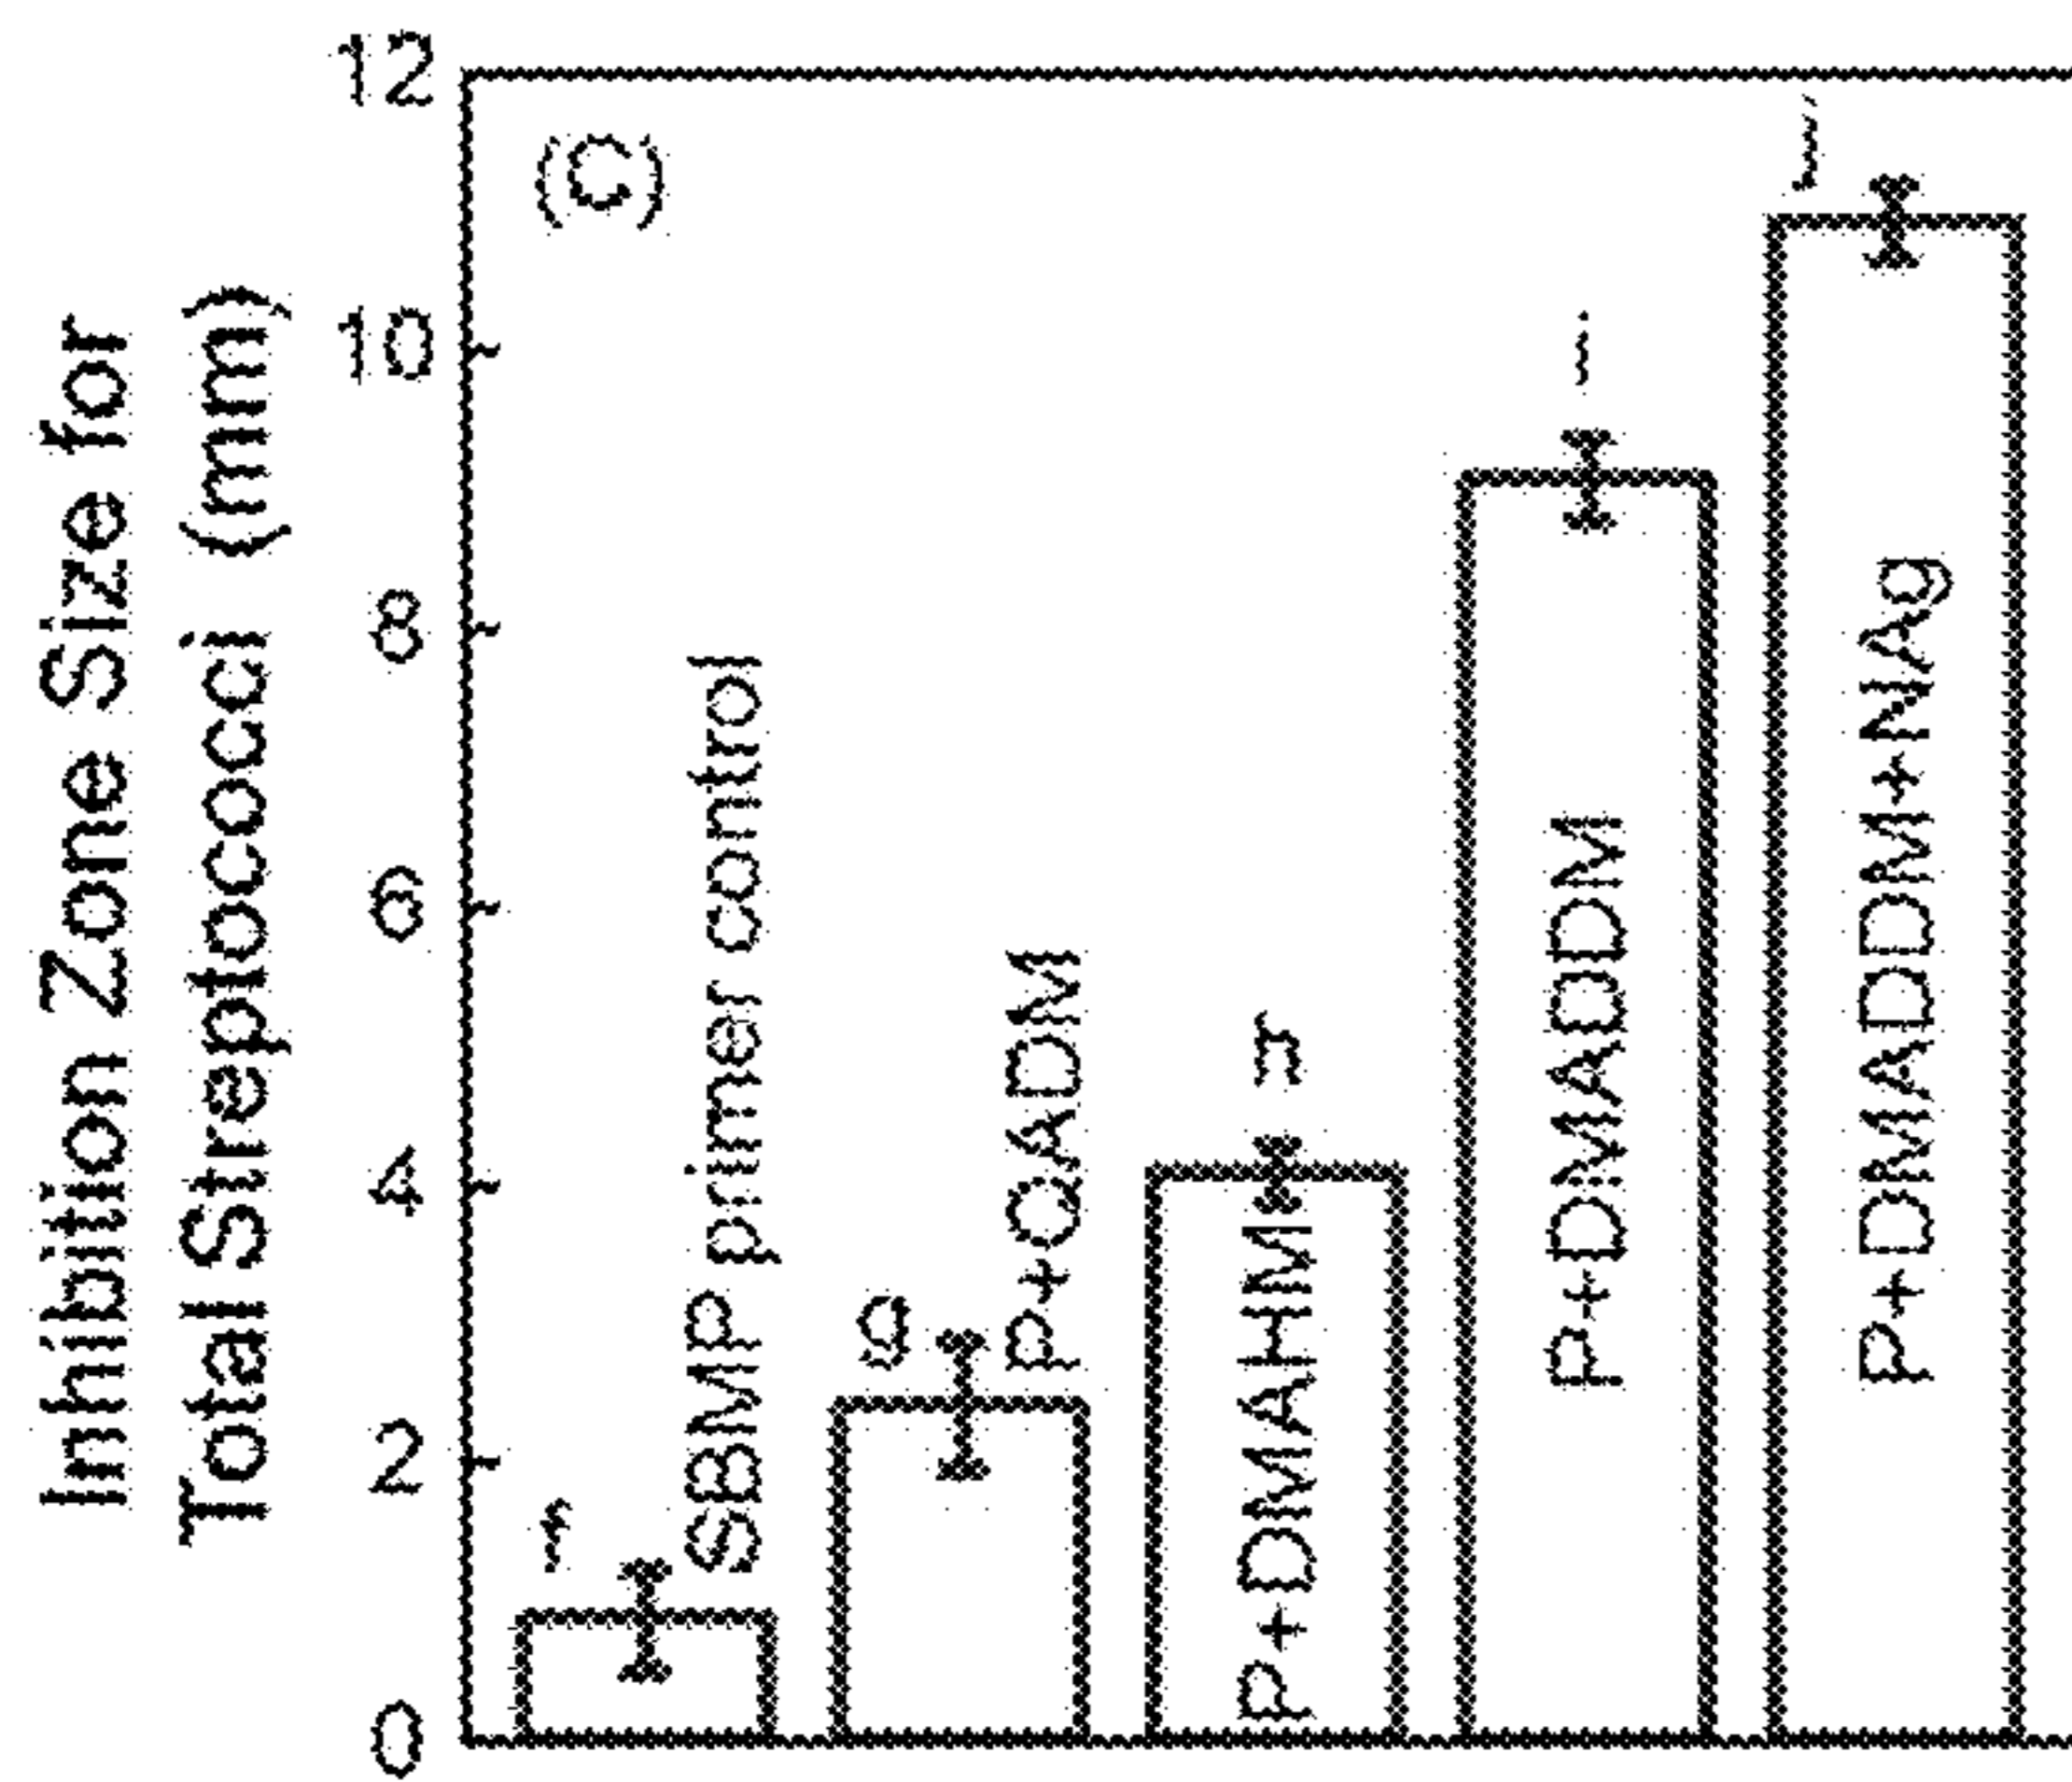 Inhibition Zone Size for
Total Streptococci (mm)
12
10
8
6
4
2
0
(C)
f
SBMP primer control
g
P+QADM
P+DMAHM
i
P+DMADDM
j
P+DMADDM+NAg